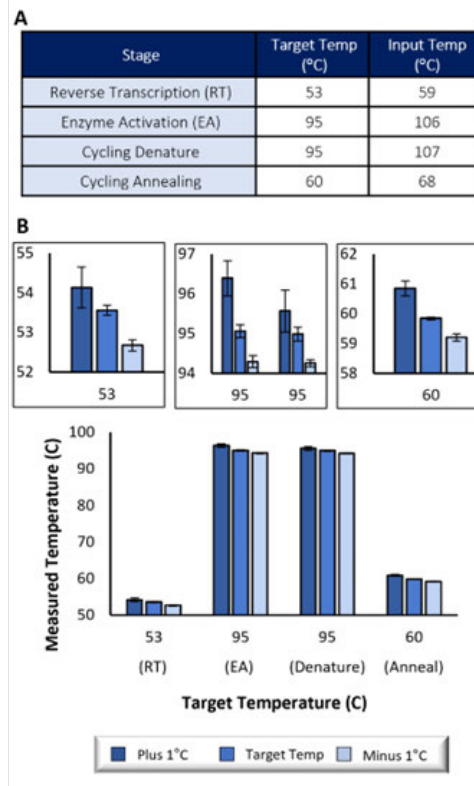 A
Stage Target Temp (°C) Input Temp (°C)
Reverse Transcription (RT) 53 59
Enzyme Activation (EA) 95 106
Cycling Denature 95 107
Cycling Annealing 60 68
B
55
54
53
52
53
97
96
95
94
95 95
61
60
59
58
60
Measured Temperature (C)
100
90
80
70
60
50
53 95 95 60
(RT) (EA) (Denature) (Anneal)
Target Temperature (C)
Plus 1°C Target Temp Minus 1°C